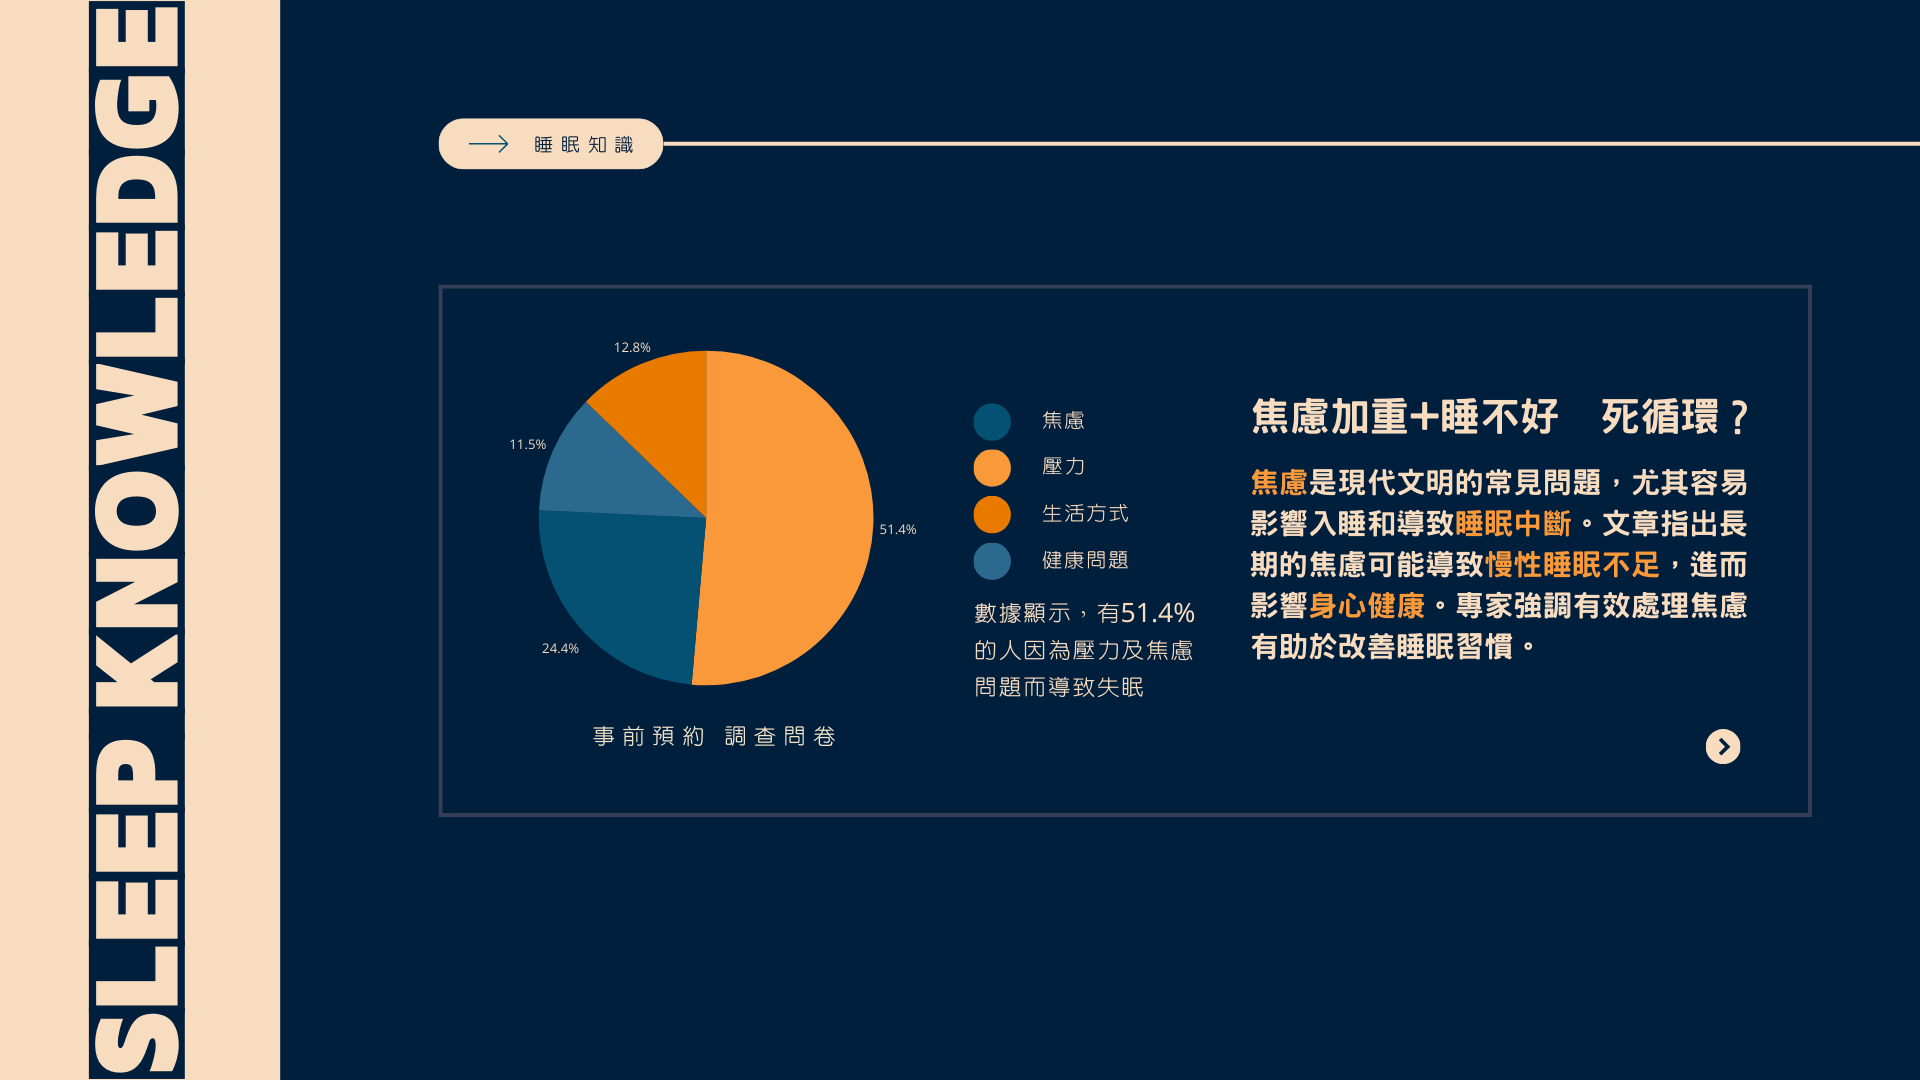 SLEEP KNOWLEDGE
睡眠知識
12.8%
11.5%
51.4%
24.4%
事前預約 調查問卷
焦慮
壓力
生活方式
健康問題
數據顯示，有51.4%
的人因為壓力及焦慮
問題而導致失眠
焦慮加重+睡不好　死循環？
焦慮是現代文明的常見問題，尤其容易
影響入睡和導致睡眠中斷。文章指出長
期的焦慮可能導致慢性睡眠不足，進而
影響身心健康。專家強調有效處理焦慮
有助於改善睡眠習慣。